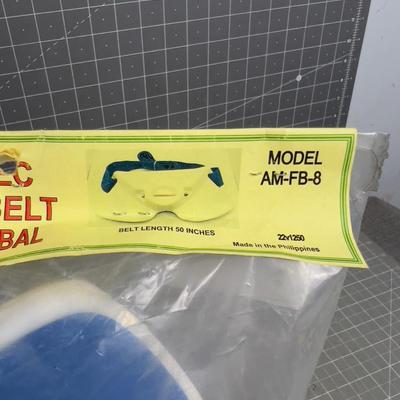 EC
BELT
BAL
BELT LENGTH 50 INCHES
MODEL
AM-FB-8
22x1250
Made in the Philippines